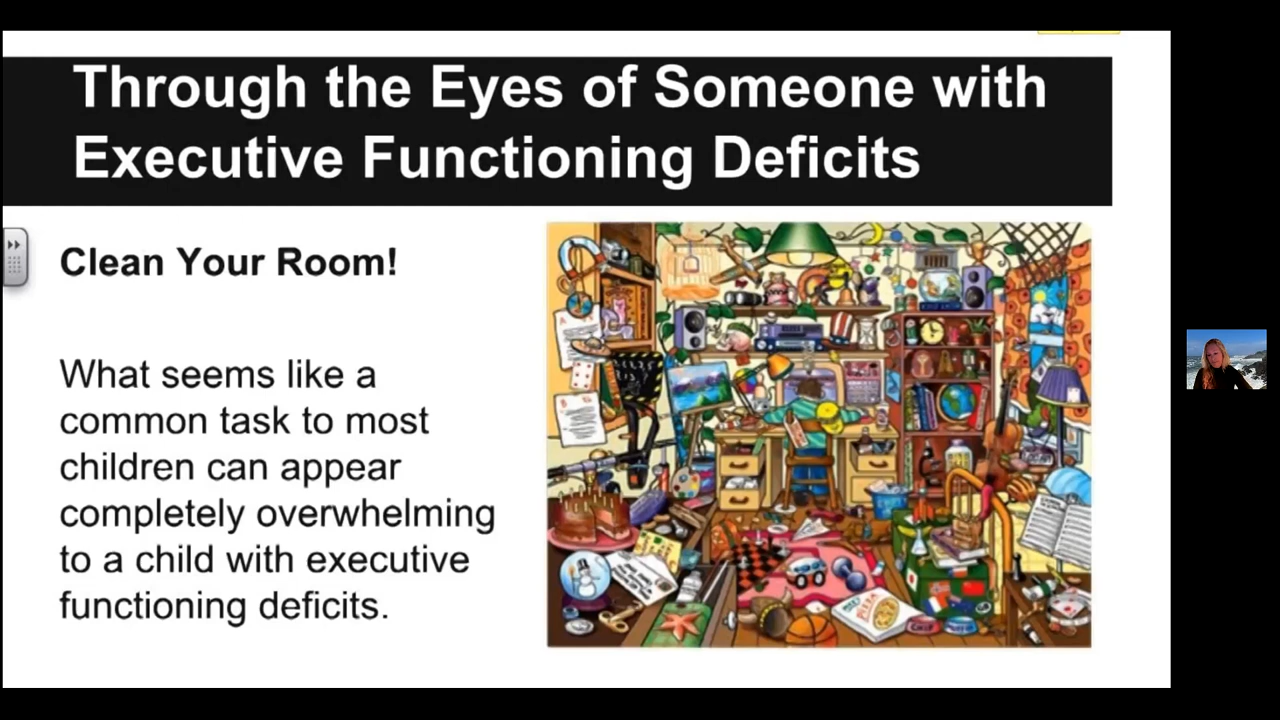 Through the Eyes of Someone with
Executive Functioning Deficits
Clean Your Room!
What seems like a
common task to most
children can appear
completely overwhelming
to a child with executive
functioning deficits.
PIZZA